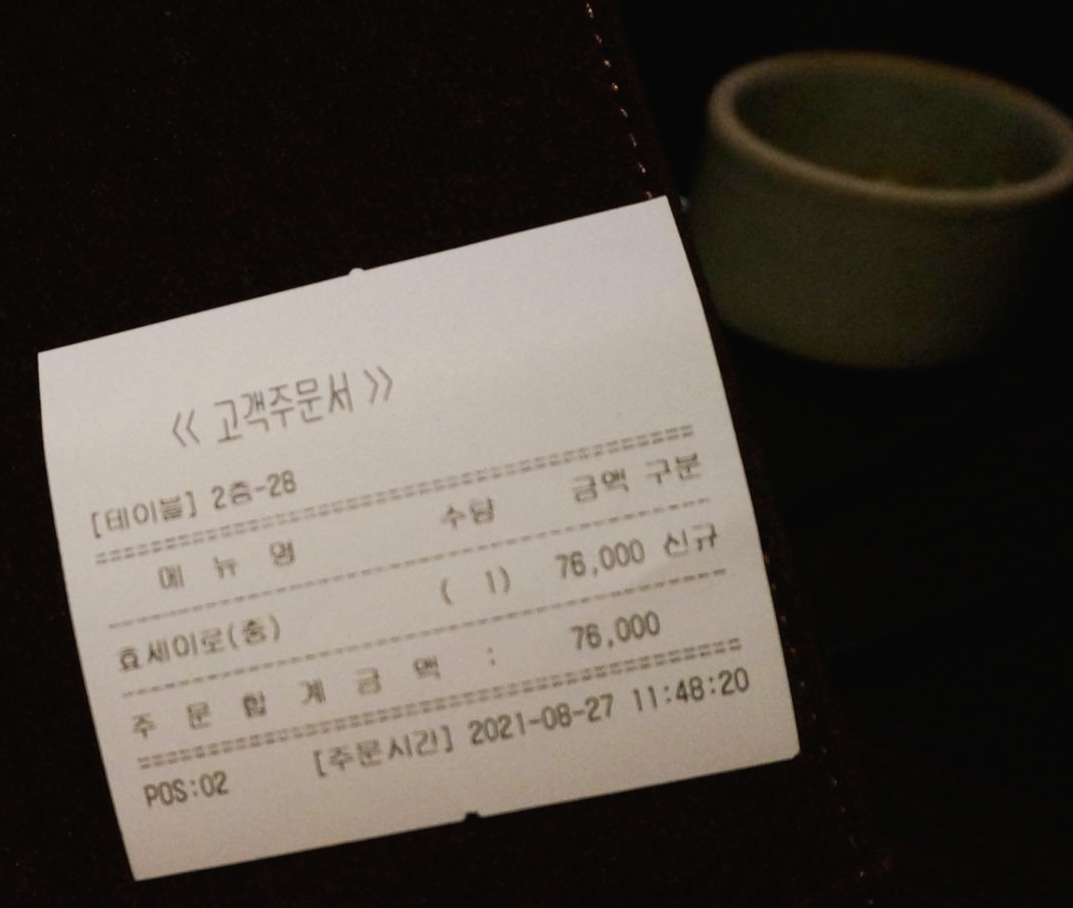 << 고객주문서 >>
[테이블] 2층-28
================================
메 뉴 명 수량 금액 구분
--------------------------------
효세이로(중) ( 1) 76,000 신규
--------------------------------
주 문 합 계 금 액 : 76,000
================================
[주문시간] 2021-08-27 11:48:20
POS:02